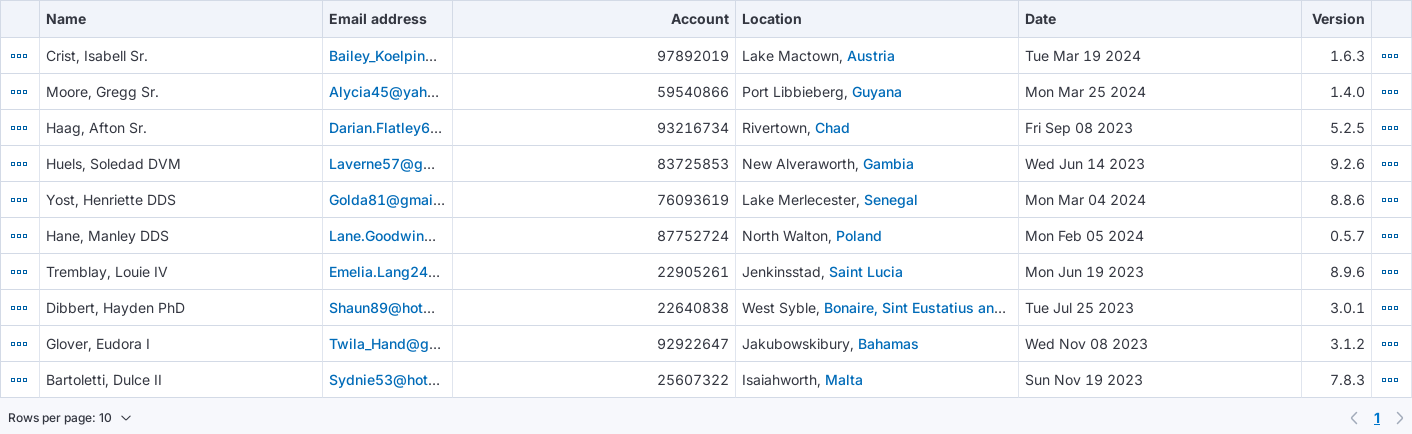 Name Email address Account Location Date Version
Crist, Isabell Sr. Bailey_Koelpin... 97892019 Lake Mactown, Austria Tue Mar 19 2024 1.6.3
Moore, Gregg Sr. Alycia45@yah... 59540866 Port Libbieberg, Guyana Mon Mar 25 2024 1.4.0
Haag, Afton Sr. Darian.Flatley6... 93216734 Rivertown, Chad Fri Sep 08 2023 5.2.5
Huels, Soledad DVM Laverne57@g... 83725853 New Alveraworth, Gambia Wed Jun 14 2023 9.2.6
Yost, Henriette DDS Golda81@gmai... 76093619 Lake Merlecester, Senegal Mon Mar 04 2024 8.8.6
Hane, Manley DDS Lane.Goodwin... 87752724 North Walton, Poland Mon Feb 05 2024 0.5.7
Tremblay, Louie IV Emelia.Lang24... 22905261 Jenkinsstad, Saint Lucia Mon Jun 19 2023 8.9.6
Dibbert, Hayden PhD Shaun89@hot... 22640838 West Syble, Bonaire, Sint Eustatius an... Tue Jul 25 2023 3.0.1
Glover, Eudora I Twila_Hand@g... 92922647 Jakubowskibury, Bahamas Wed Nov 08 2023 3.1.2
Bartoletti, Dulce II Sydnie53@hot... 25607322 Isaiahworth, Malta Sun Nov 19 2023 7.8.3
Rows per page: 10 1